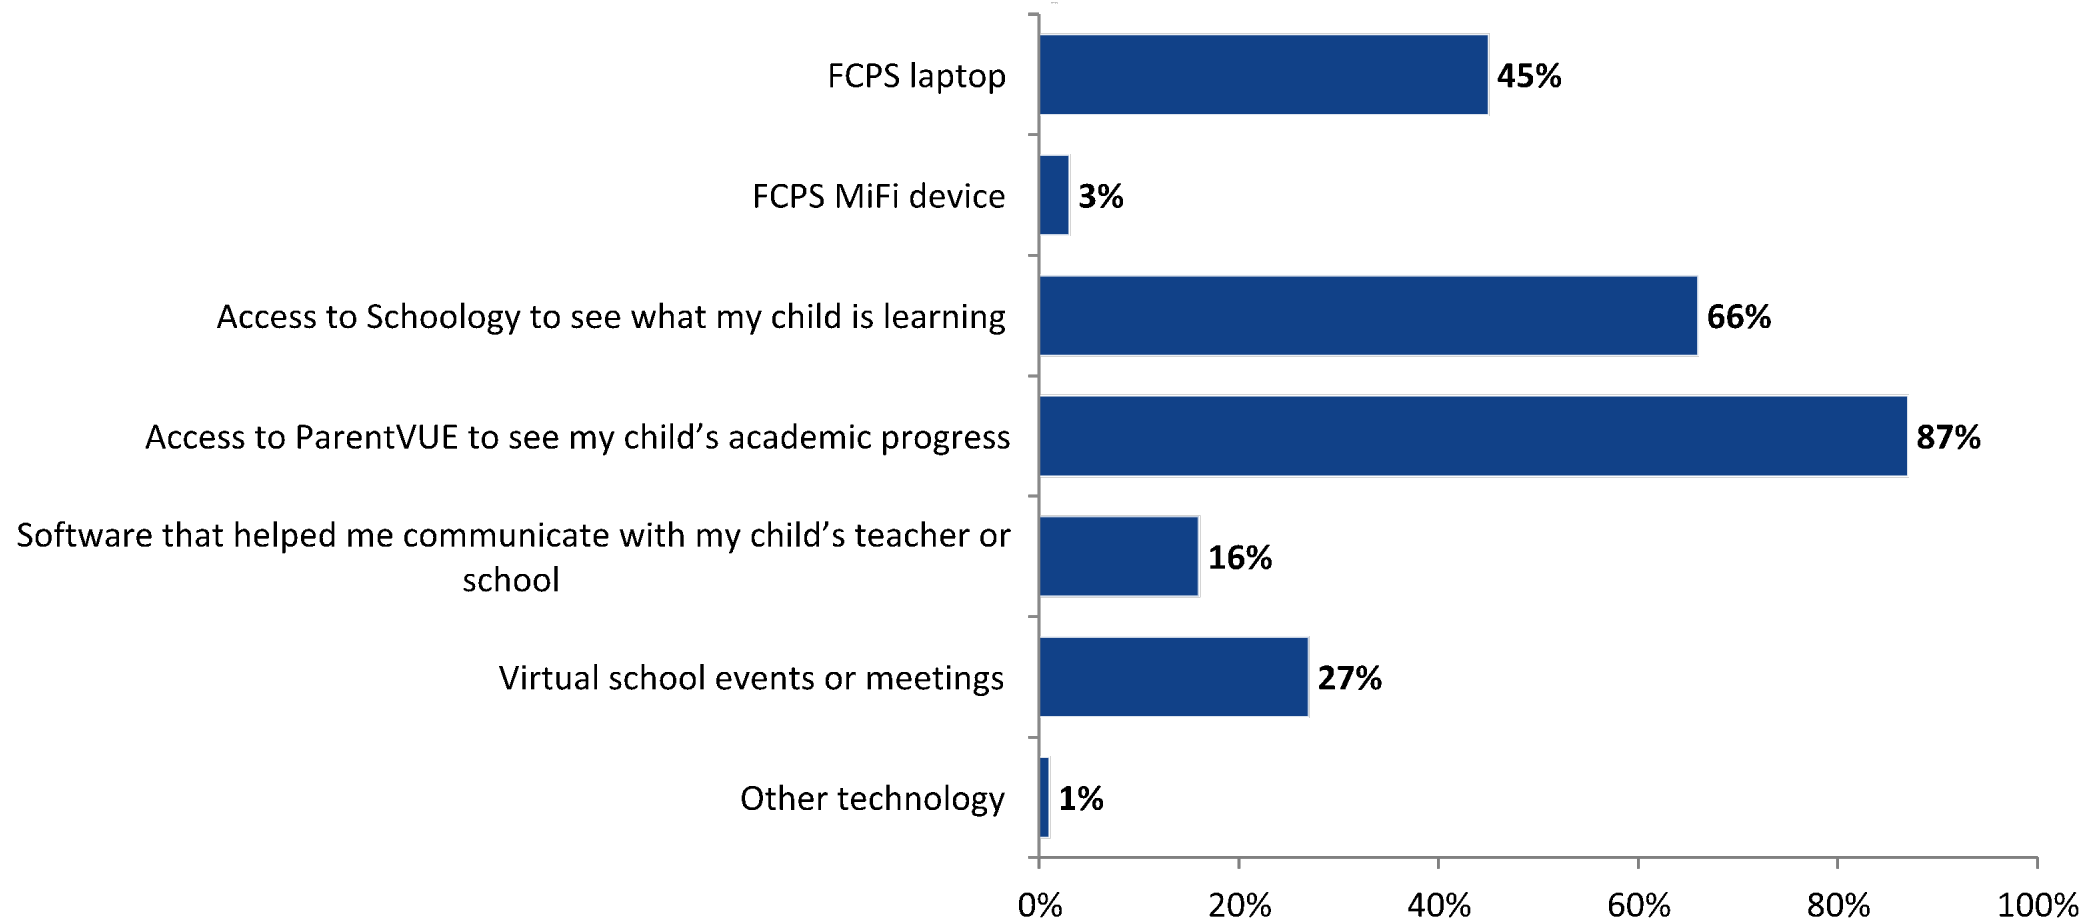 FCPS laptop
45%
FCPS MiFi device
3%
Access to Schoology to see what my child is learning
66%
Access to ParentVUE to see my child’s academic progress
87%
Software that helped me communicate with my child’s teacher or
school
16%
Virtual school events or meetings
27%
Other technology
1%
0% 20% 40% 60% 80% 100%